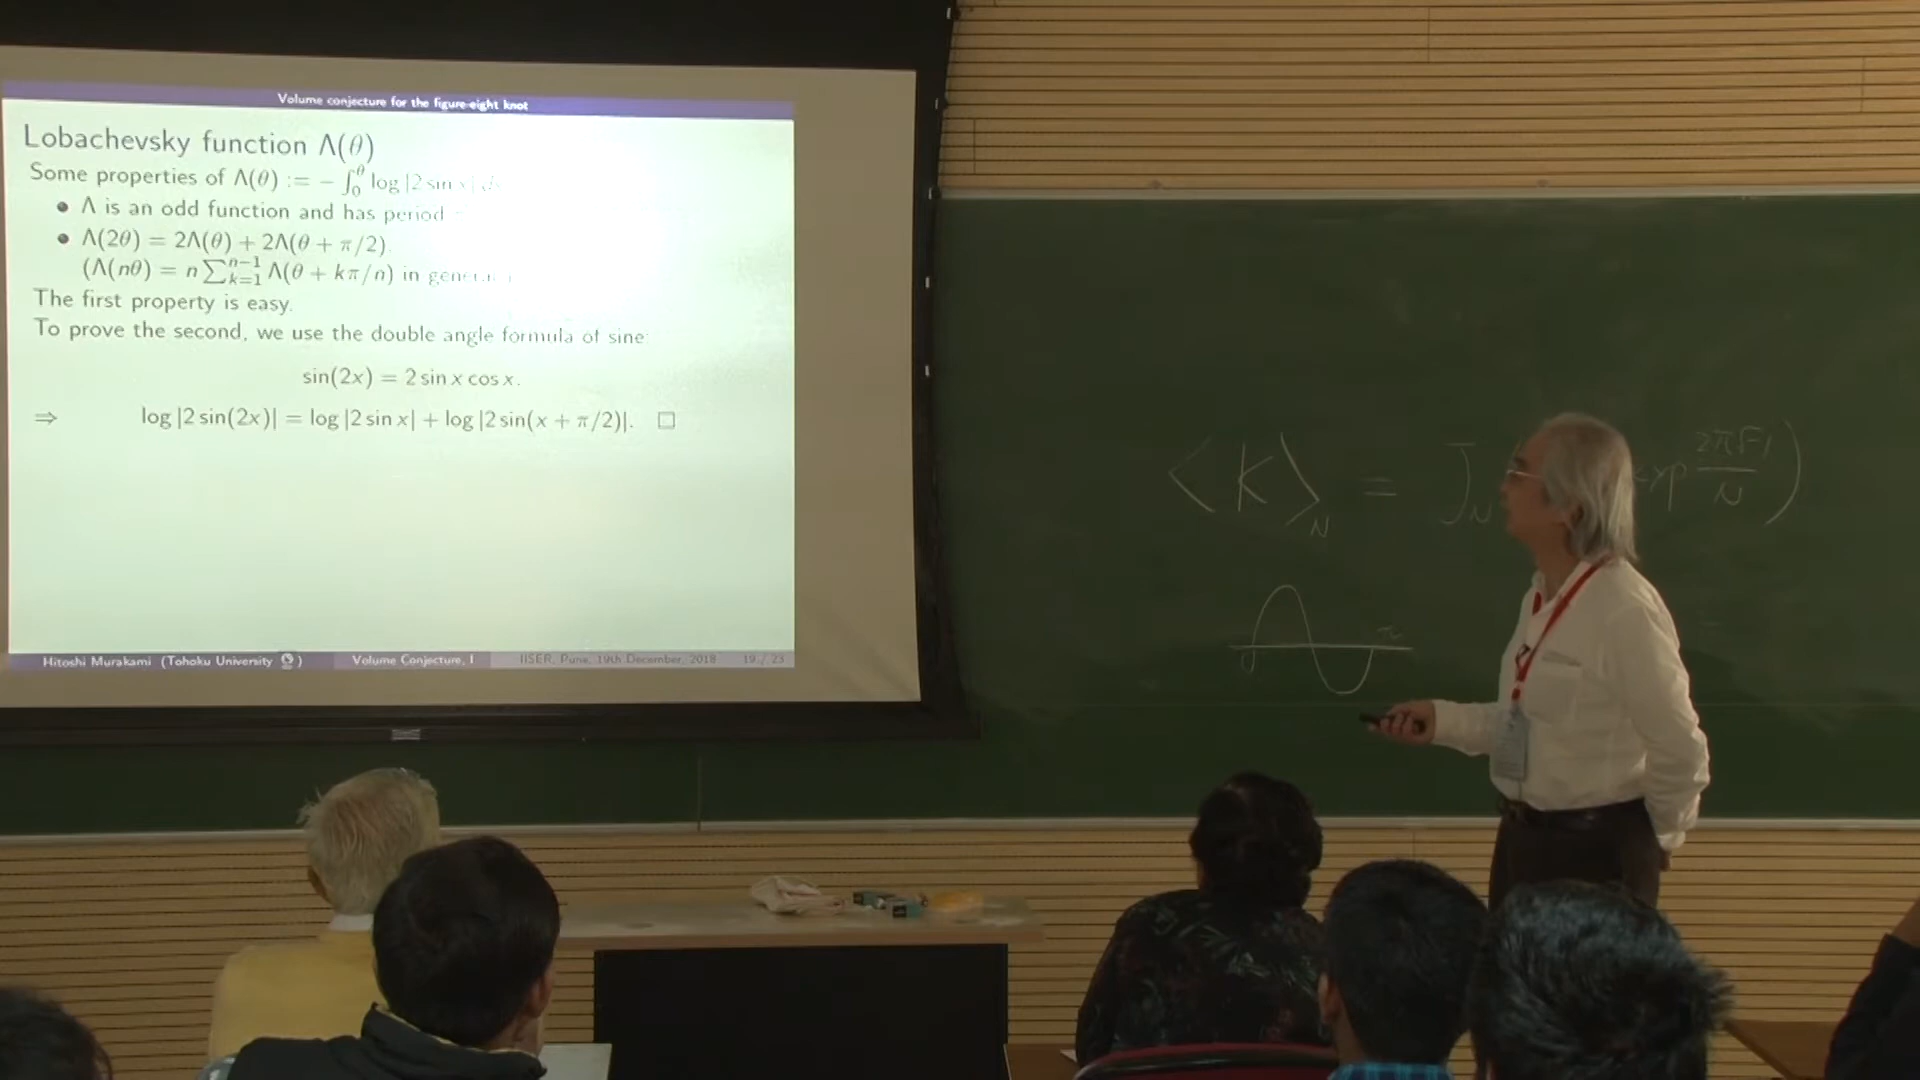 Volume conjecture for the figure-eight knot
Lobachevsky function Λ(θ)
Some properties of Λ(θ) := − ∫₀^θ log |2 sin x|
• Λ is an odd function and has period
• Λ(2θ) = 2Λ(θ) + 2Λ(θ + π/2).
(Λ(nθ) = n ∑_{k=1}^{n−1} Λ(θ + kπ/n) in
The first property is easy.
To prove the second, we use the double angle formula of sine:
sin(2x) = 2 sin x cos x.
⇒ log |2 sin(2x)| = log |2 sin x| + log |2 sin(x + π/2)|. □
Hitoshi Murakami (Tohoku University) Volume Conjecture, I IISER, Pune, 19th December, 2018 19 / 23
<K>_N = J_N exp 2π√-1/N )
0 π